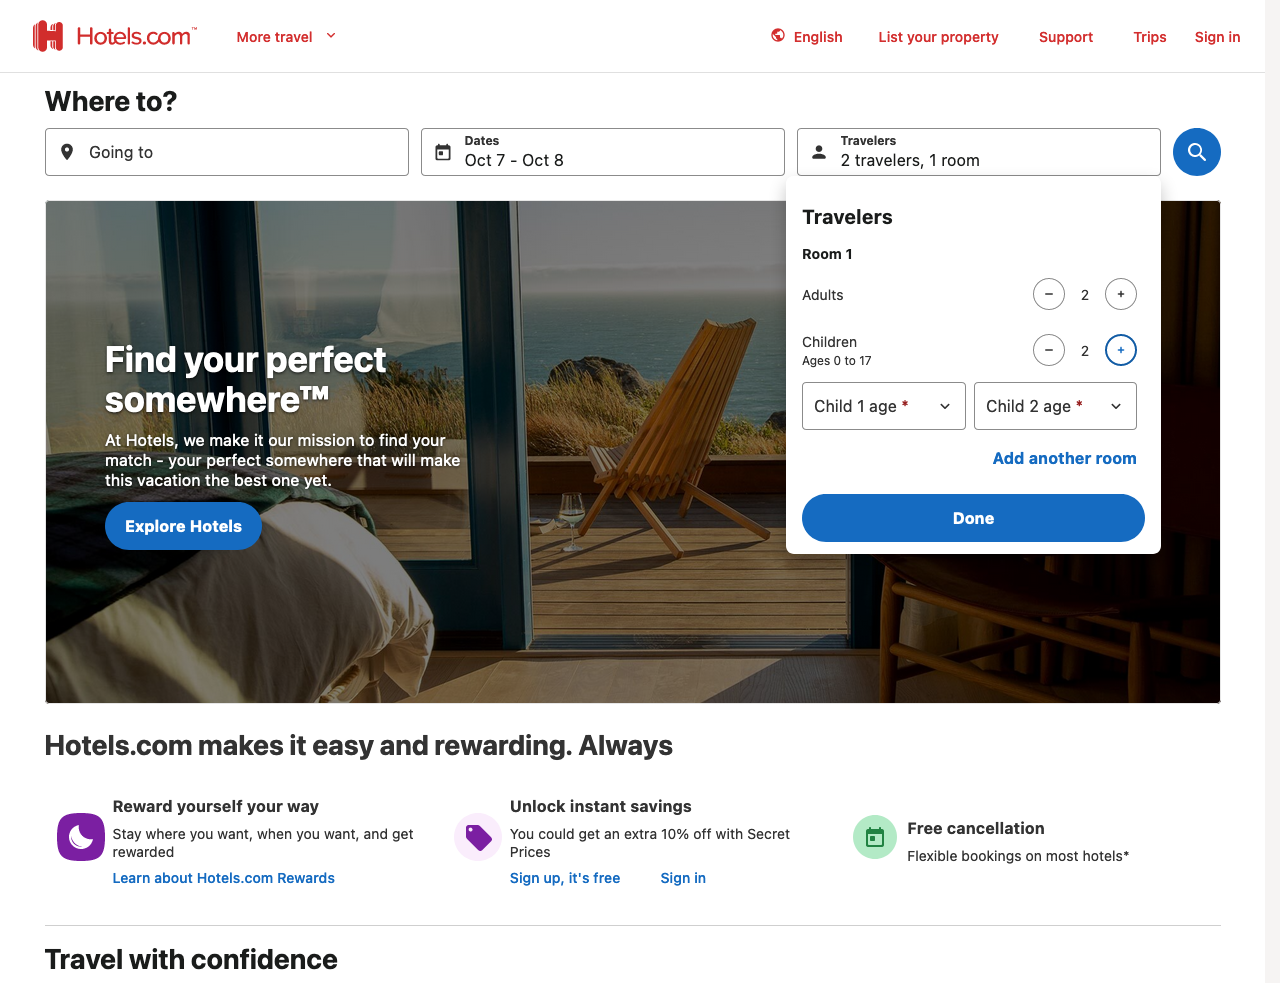 Hotels.com™
More travel
English
List your property
Support
Trips
Sign in
Where to?
Going to
Dates
Oct 7 - Oct 8
Travelers
2 travelers, 1 room
Travelers
Room 1
Adults
2
Children
Ages 0 to 17
2
Child 1 age *
Child 2 age *
Add another room
Done
Find your perfect
somewhere™
At Hotels, we make it our mission to find your
match - your perfect somewhere that will make
this vacation the best one yet.
Explore Hotels
Hotels.com makes it easy and rewarding. Always
Reward yourself your way
Stay where you want, when you want, and get
rewarded
Learn about Hotels.com Rewards
Unlock instant savings
You could get an extra 10% off with Secret
Prices
Sign up, it's free
Sign in
Free cancellation
Flexible bookings on most hotels*
Travel with confidence